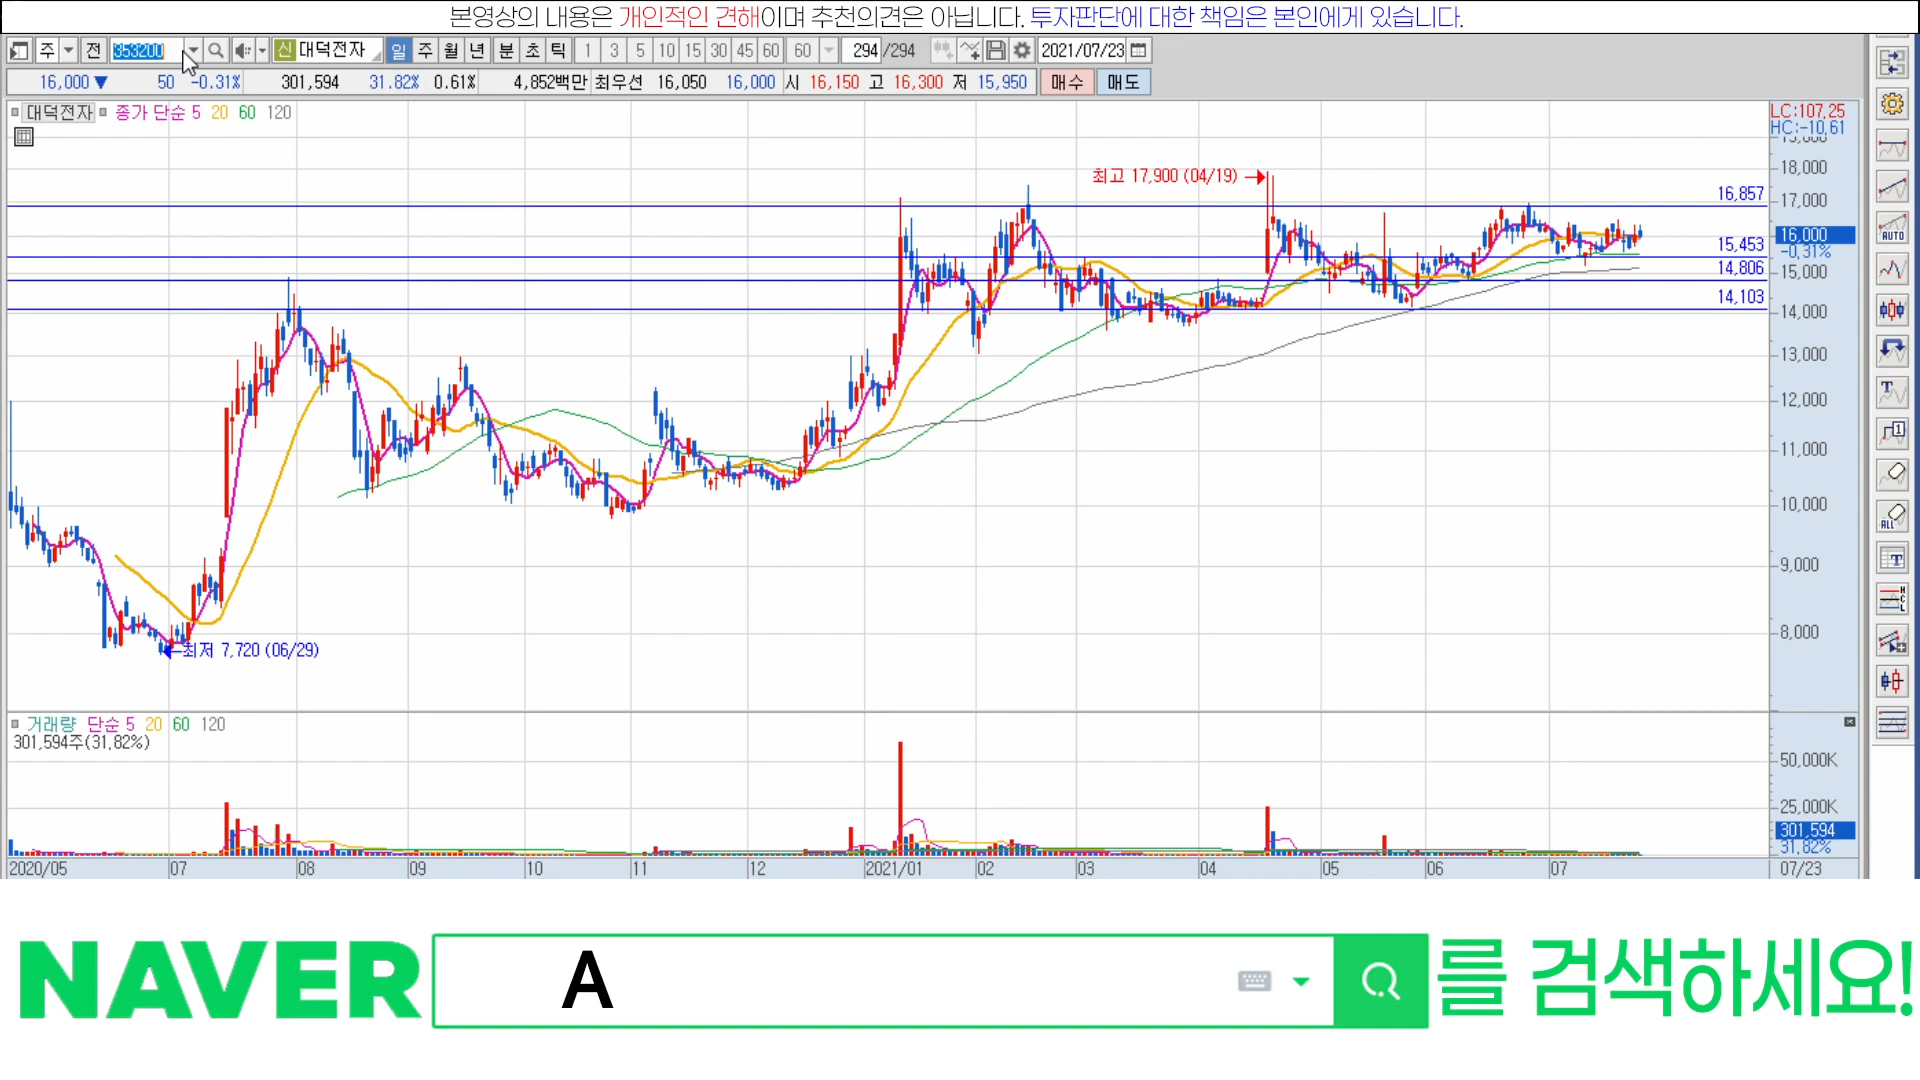 본영상의 내용은 개인적인 견해이며 추천의견은 아닙니다. 투자판단에 대한 책임은 본인에게 있습니다.
주 전 353200 신 대덕전자 일 주 월 년 분 초 틱 1 3 5 10 15 30 45 60 60 294 /294 2021/07/23
16,000 ▼ 50 -0.31% 301,594 31.82% 0.61% 4,852백만 최우선 16,050 16,000 시 16,150 고 16,300 저 15,950 매수 매도
대덕전자 종가 단순 5 20 60 120
LC:107.25
HC:-10.61
18,000
최고 17,900 (04/19)
16,857
17,000
16,000
-0.31%
15,453
15,000
14,806
14,103
14,000
13,000
12,000
11,000
10,000
9,000
8,000
최저 7,720 (06/29)
AUTO
T
1
ALL
T
H
C
L
거래량 단순 5 20 60 120
301,594주(31.82%)
50,000K
25,000K
301,594
31.82%
2020/05 07 08 09 10 11 12 2021/01 02 03 04 05 06 07 07/23
NAVER A 를 검색하세요!